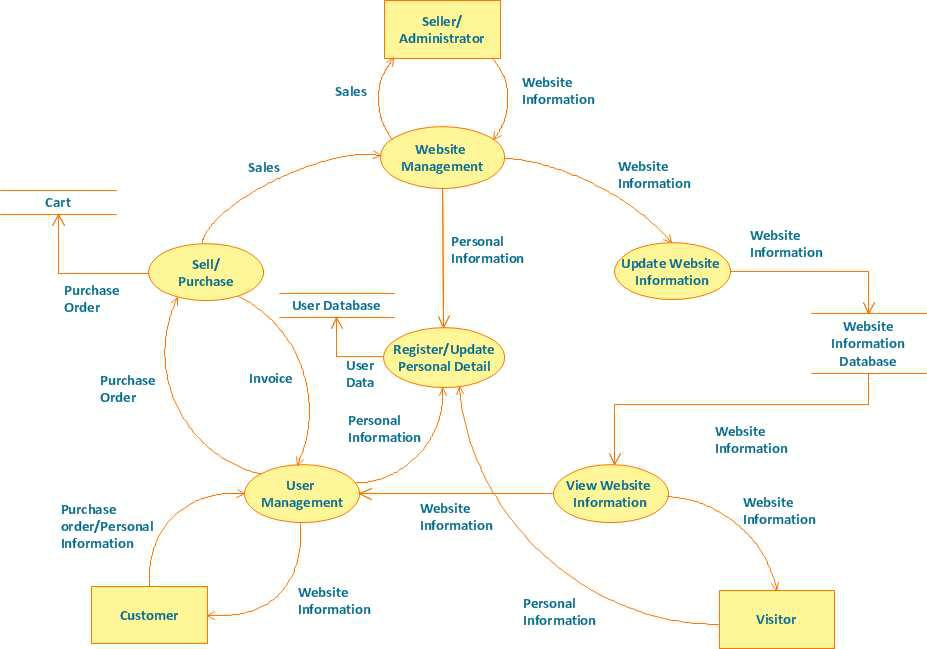 Seller/
Administrator
Sales
Website
Information
Website
Management
Sales
Website
Information
Cart
Personal
Information
Website
Information
Sell/
Purchase
Update Website
Information
Purchase
Order
User Database
Website
Information
Database
Register/Update
Personal Detail
Purchase
Order
Invoice
User
Data
Personal
Information
Website
Information
User
Management
View Website
Information
Purchase
order/Personal
Information
Website
Information
Website
Information
Website
Information
Personal
Information
Customer
Visitor